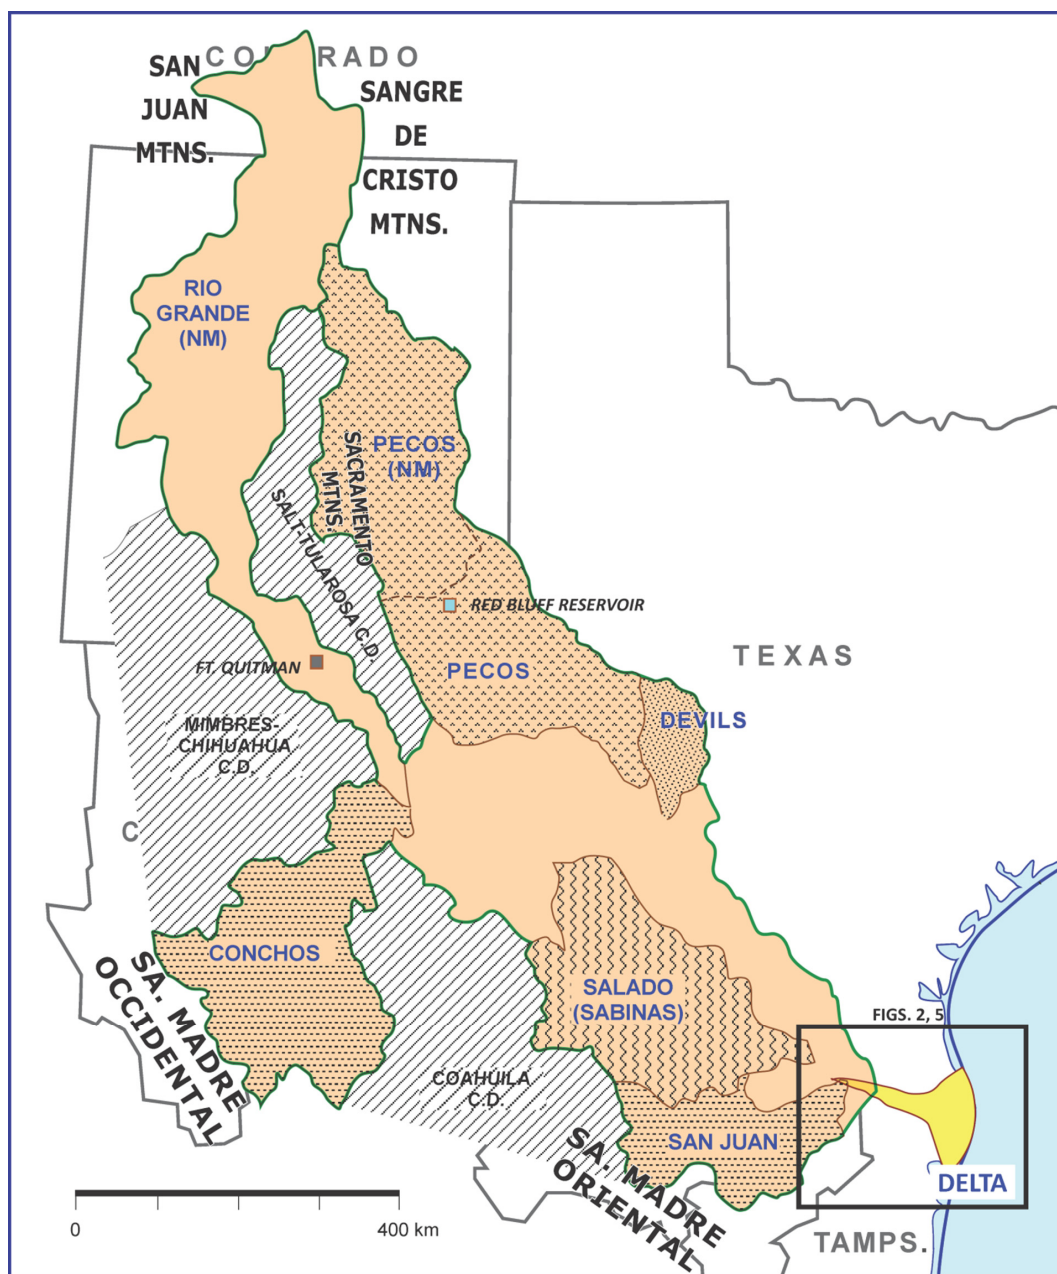 COLORADO
SAN
JUAN
MTNS.
SANGRE
DE
CRISTO
MTNS.
RIO
GRANDE
(NM)
PECOS
(NM)
SACRAMENTO
MTNS.
SALT-TULAROSA C.D.
RED BLUFF RESERVOIR
TEXAS
FT. QUITMAN
PECOS
DEVILS
MIMBRES-
CHIHUAHUA
C.D.
C
CONCHOS
SA. MADRE
OCCIDENTAL
SALADO
(SABINAS)
FIGS. 2, 5
COAHUILA
C.D.
SAN JUAN
SA. MADRE
ORIENTAL
DELTA
0
400 km
TAMPS.